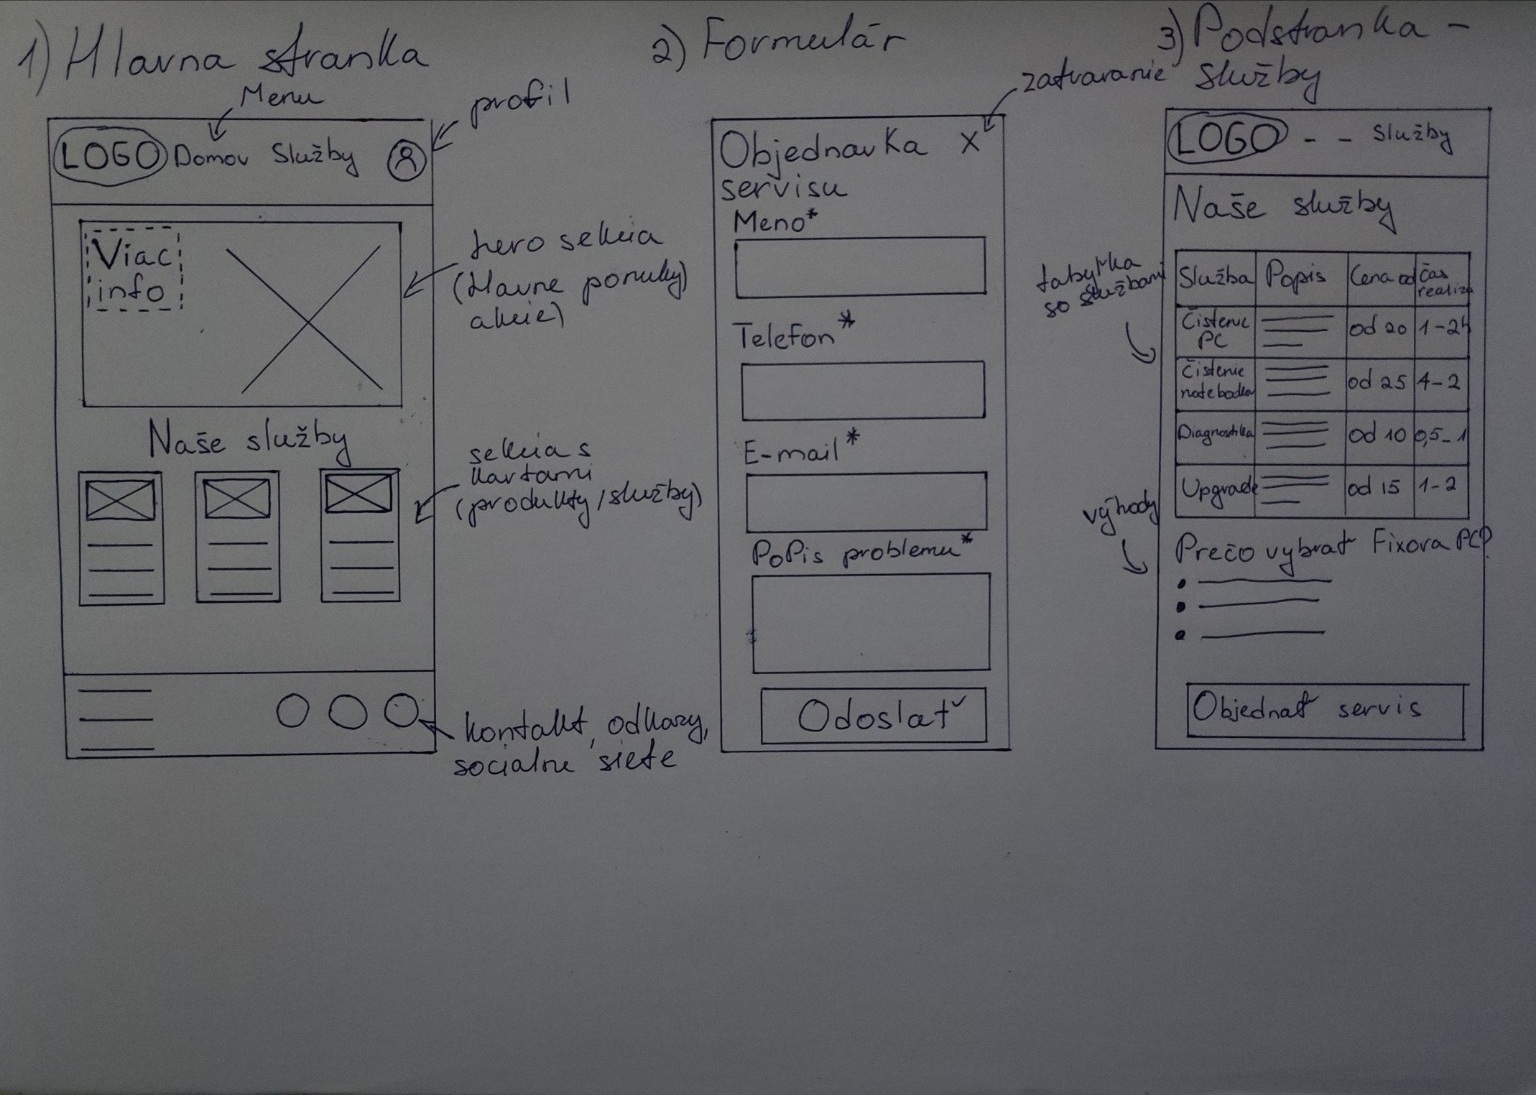 1) Hlavna stranka
Menu
profil
LOGO Domov Služby
Viac
info
hero sekcia
(Hlavne ponuky,
akcie)
Naše služby
sekcia s
kartami
(produkty/služby)
kontakt, odkazy,
socialne siete
2) Formulár
zatvaranie
Objednavka X
servisu
Meno*
Telefon*
E-mail*
PoPis problemu*
Odoslať
3) Podstranka -
služby
LOGO - - Služby
Naše služby
tabuľka
so službami
Služba Popis Cena od čas
realiz
Čistenie
PC
od 20 1-2h
Čistenie
notebooka
od 25 4-2
Diagnostika od 10 0,5-1
Upgrade od 15 1-2
výhody
Prečo vybrať Fixora PC?
Objednať servis